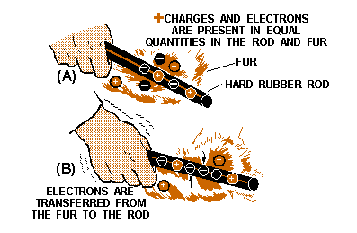 +CHARGES AND ELECTRONS
ARE PRESENT IN EQUAL
QUANTITIES IN THE ROD AND FUR
(A)
FUR
HARD RUBBER ROD
(B)
ELECTRONS ARE
TRANSFERRED FROM
THE FUR TO THE ROD